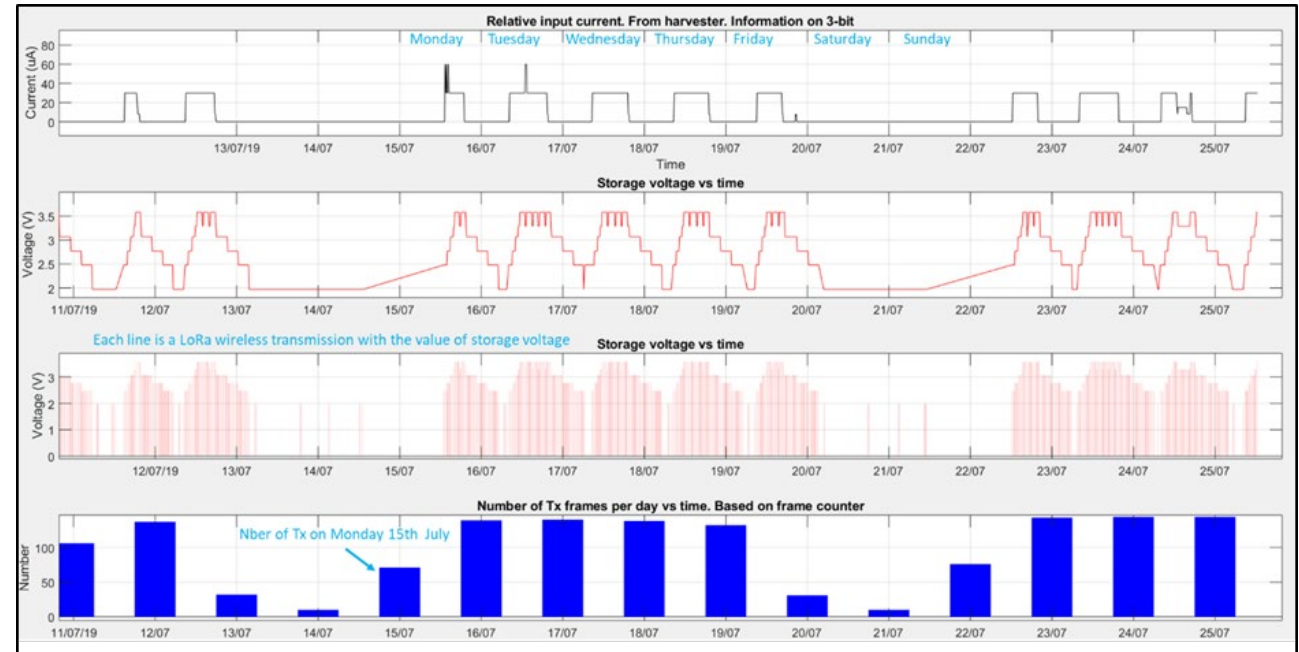 Relative input current. From harvester. Information on 3-bit
Monday Tuesday Wednesday Thursday Friday Saturday Sunday
Current (uA)
80
60
40
20
0
13/07/19 14/07 15/07 16/07 17/07 18/07 19/07 20/07 21/07 22/07 23/07 24/07 25/07
Time
Storage voltage vs time
Voltage (V)
3.5
3
2.5
2
11/07/19 12/07 13/07 14/07 15/07 16/07 17/07 18/07 19/07 20/07 21/07 22/07 23/07 24/07 25/07
Each line is a LoRa wireless transmission with the value of storage voltage
Storage voltage vs time
Voltage (V)
3
2
1
0
12/07/19 13/07 14/07 15/07 16/07 17/07 18/07 19/07 20/07 21/07 22/07 23/07 24/07 25/07
Number of Tx frames per day vs time. Based on frame counter
Nber of Tx on Monday 15th July
Number
100
50
0
11/07/19 12/07 13/07 14/07 15/07 16/07 17/07 18/07 19/07 20/07 21/07 22/07 23/07 24/07 25/07